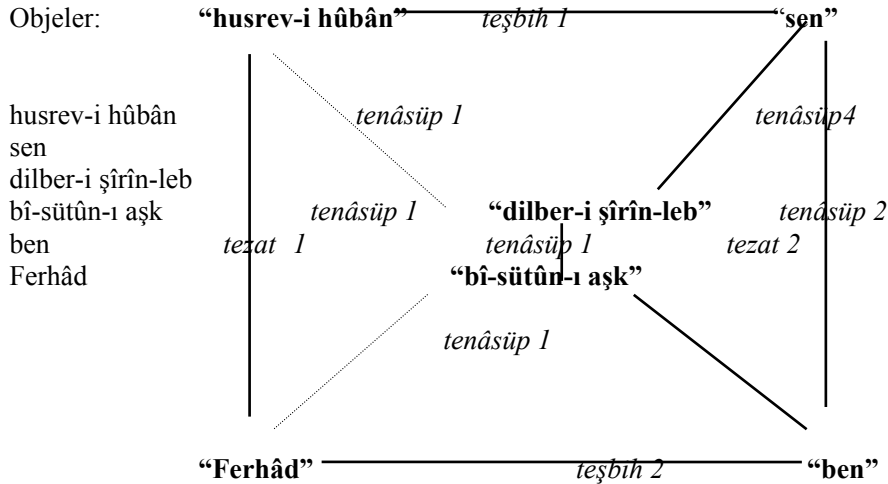 Objeler: “husrev-i hûbân” teşbih 1 “sen”
husrev-i hûbân tenâsüp 1 tenâsüp4
sen
dilber-i şîrîn-leb
bî-sütûn-ı aşk tenâsüp 1 “dilber-i şîrîn-leb” tenâsüp 2
ben tezat 1 tenâsüp 1 tezat 2
Ferhâd “bî-sütûn-ı aşk”
tenâsüp 1
“Ferhâd” teşbih 2 “ben”